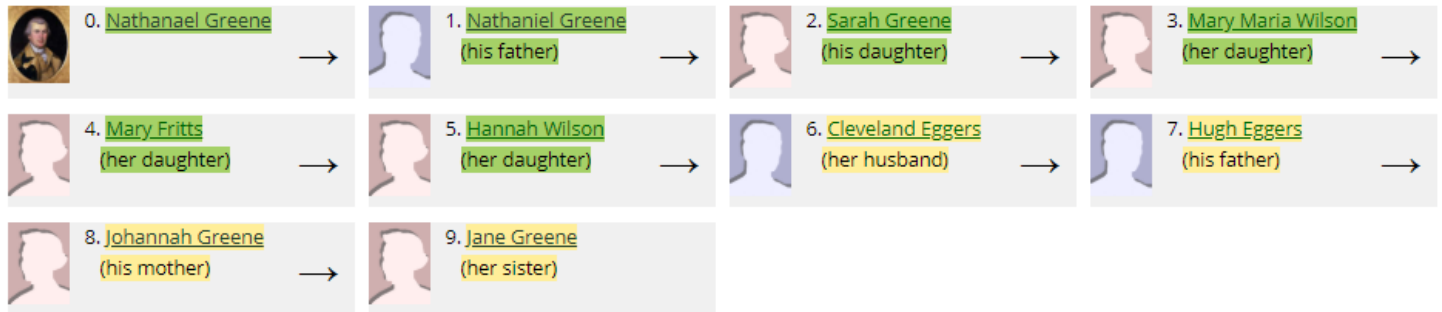 0. Nathanael Greene
→
1. Nathaniel Greene
(his father)
→
2. Sarah Greene
(his daughter)
→
3. Mary Maria Wilson
(her daughter)
→
4. Mary Fritts
(her daughter)
→
5. Hannah Wilson
(her daughter)
→
6. Cleveland Eggers
(her husband)
→
7. Hugh Eggers
(his father)
→
8. Johannah Greene
(his mother)
→
9. Jane Greene
(her sister)